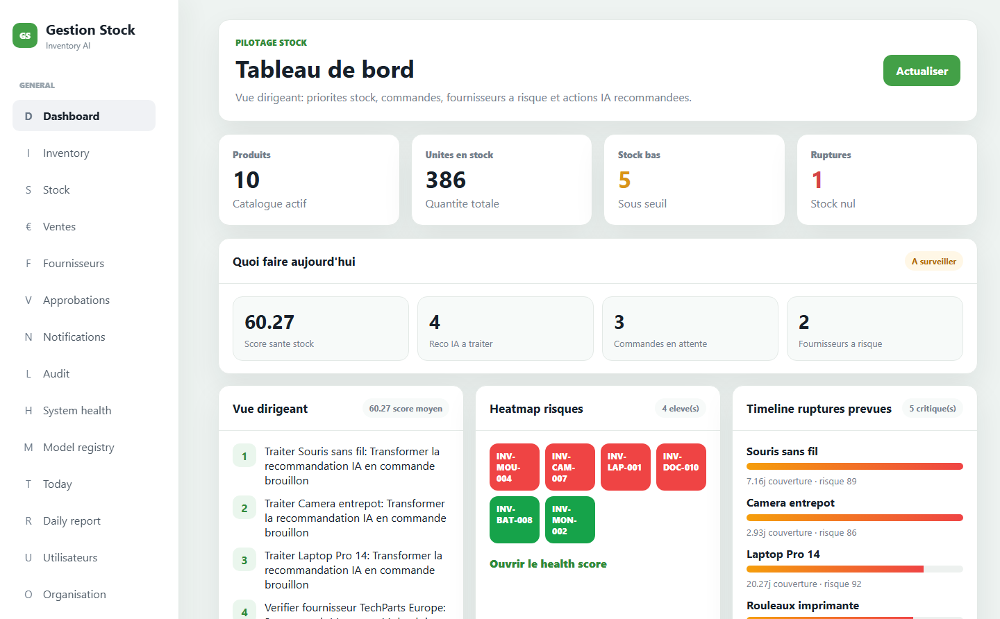 GS
Gestion Stock
Inventory AI
GENERAL
D Dashboard
I Inventory
S Stock
€ Ventes
F Fournisseurs
V Approbations
N Notifications
L Audit
H System health
M Model registry
T Today
R Daily report
U Utilisateurs
O Organisation
PILOTAGE STOCK
Tableau de bord
Vue dirigeant: priorites stock, commandes, fournisseurs a risque et actions IA recommandees.
Actualiser
Produits
10
Catalogue actif
Unites en stock
386
Quantite totale
Stock bas
5
Sous seuil
Ruptures
1
Stock nul
Quoi faire aujourd'hui
A surveiller
60.27
Score sante stock
4
Reco IA a traiter
3
Commandes en attente
2
Fournisseurs a risque
Vue dirigeant
60.27 score moyen
1 Traiter Souris sans fil: Transformer la
recommandation IA en commande
brouillon
2 Traiter Camera entrepot: Transformer
la recommandation IA en commande
brouillon
3 Traiter Laptop Pro 14: Transformer la
recommandation IA en commande
brouillon
4 Verifier fournisseur TechParts Europe:
Heatmap risques
4 eleve(s)
INV-
MOU-
004
INV-
CAM-
007
INV-
LAP-001
INV-
DOC-010
INV-
BAT-008
INV-
MON-
002
Ouvrir le health score
Timeline ruptures prevues
5 critique(s)
Souris sans fil
7.16j couverture · risque 89
Camera entrepot
2.93j couverture · risque 86
Laptop Pro 14
20.27j couverture · risque 92
Rouleaux imprimante